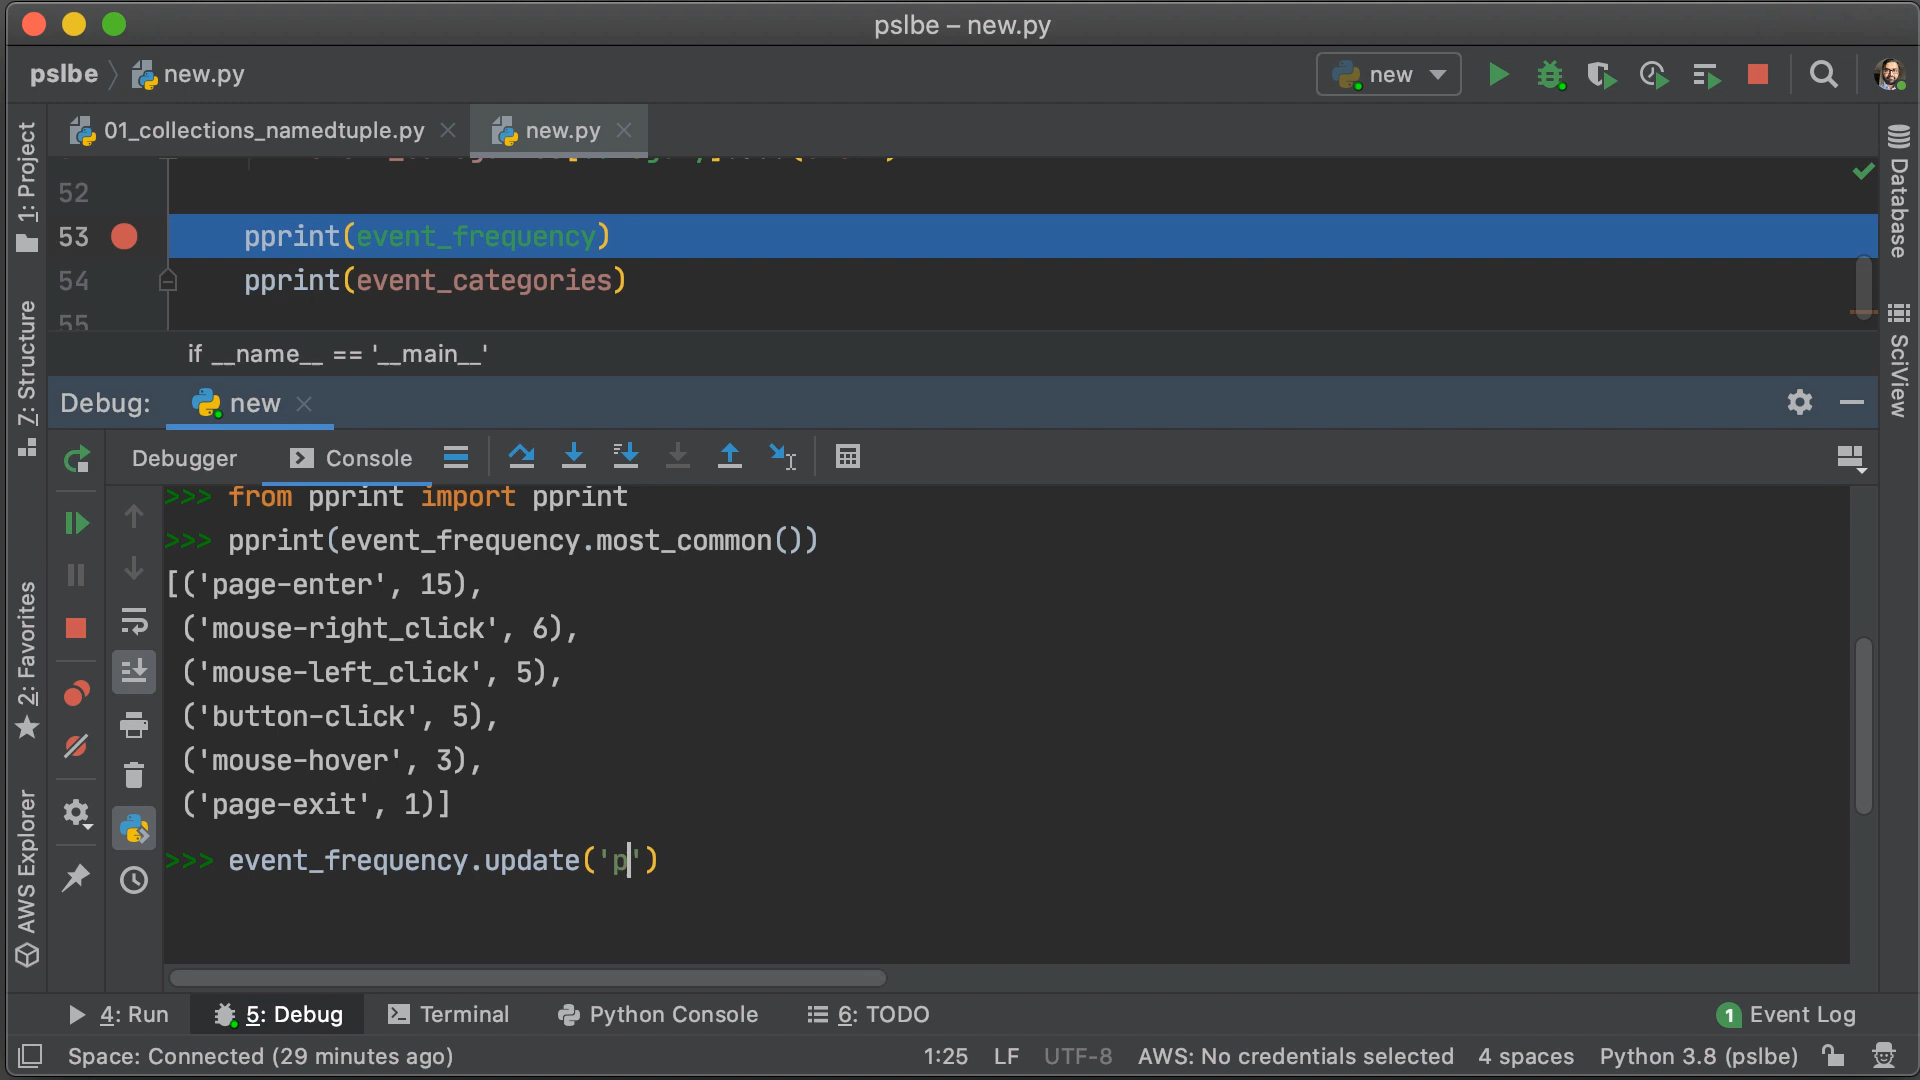 pslbe – new.py
pslbe new.py
new
01_collections_namedtuple.py new.py
52
53 pprint(event_frequency)
54 pprint(event_categories)
55
if __name__ == '__main__'
Debug: new
Debugger Console
>>> from pprint import pprint
>>> pprint(event_frequency.most_common())
[('page-enter', 15),
('mouse-right_click', 6),
('mouse-left_click', 5),
('button-click', 5),
('mouse-hover', 3),
('page-exit', 1)]
>>> event_frequency.update('p')
1: Project
7: Structure
2: Favorites
AWS Explorer
Database
SciView
4: Run 5: Debug Terminal Python Console 6: TODO 1 Event Log
Space: Connected (29 minutes ago) 1:25 LF UTF-8 AWS: No credentials selected 4 spaces Python 3.8 (pslbe)